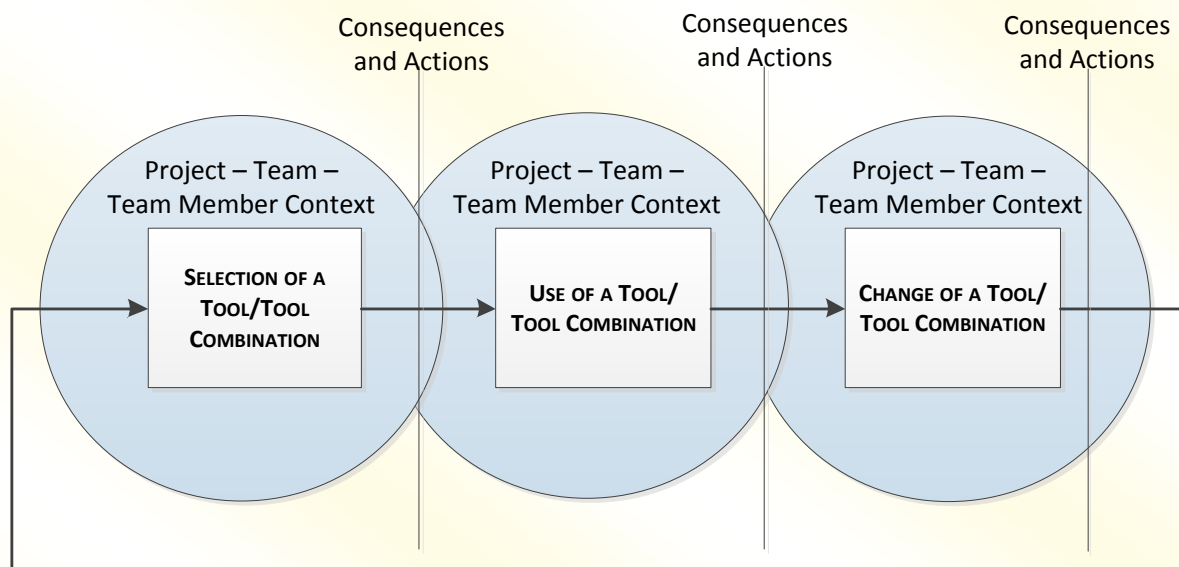 Consequences
and Actions
Consequences
and Actions
Consequences
and Actions
Project – Team –
Team Member Context
SELECTION OF A
TOOL/TOOL
COMBINATION
Project – Team –
Team Member Context
USE OF A TOOL/
TOOL COMBINATION
Project – Team –
Team Member Context
CHANGE OF A TOOL/
TOOL COMBINATION